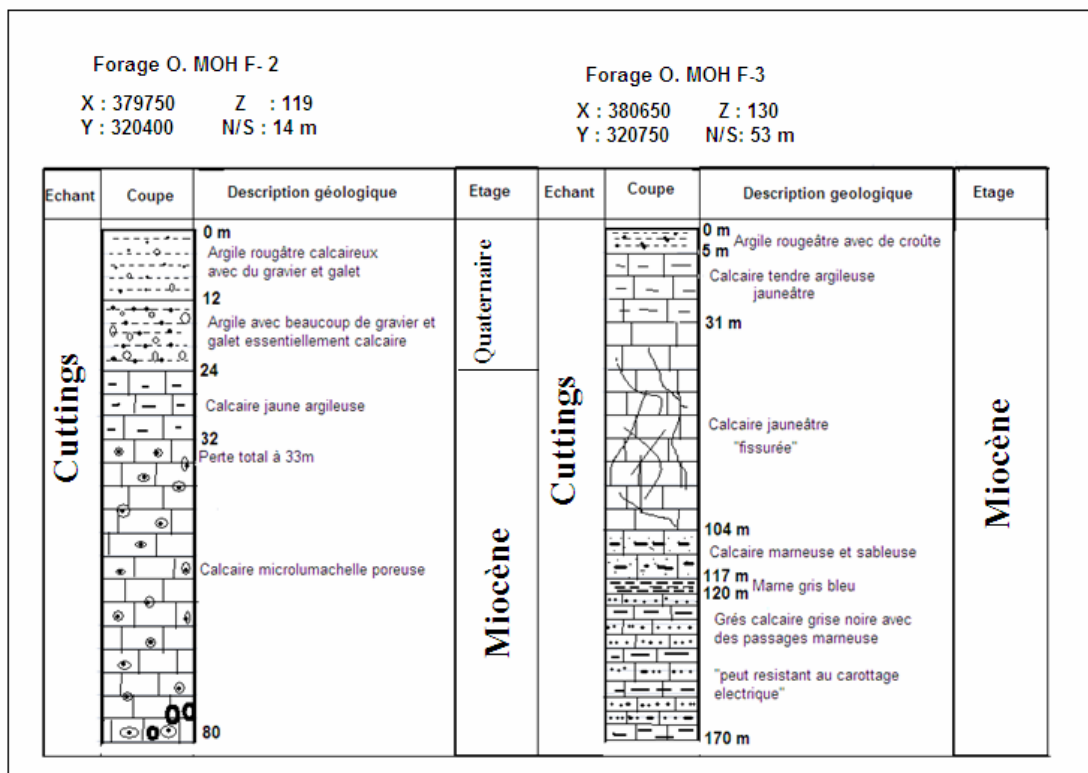 Forage O. MOH F- 2
X : 379750 Z : 119
Y : 320400 N/S : 14 m
Echant Coupe Description géologique Etage
Cuttings
0 m
Argile rougâtre calcaireux
avec du gravier et galet
12
Argile avec beaucoup de gravier et
galet essentiellement calcaire
24
Calcaire jaune argileuse
32
Perte total à 33m
Calcaire microlumachelle poreuse
80
Quaternaire
Miocène
Forage O. MOH F-3
X : 380650 Z : 130
Y : 320750 N/S: 53 m
Echant Coupe Description geologique Etage
Cuttings
0 m
Argile rougeâtre avec de croûte
5 m
Calcaire tendre argileuse
jauneâtre
31 m
Calcaire jauneâtre
"fissurée"
104 m
Calcaire marneuse et sableuse
117 m
Marne gris bleu
120 m
Grés calcaire grise noire avec
des passages marneuse
"peut resistant au carottage
electrique"
170 m
Miocène